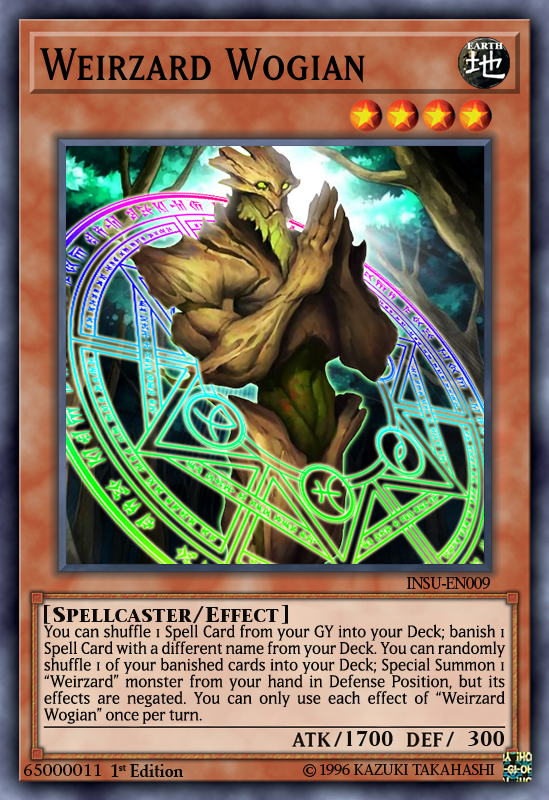 Weirzard Wogian
EARTH
地
INSU-EN009
[Spellcaster/Effect]
You can shuffle 1 Spell Card from your GY into your Deck; banish 1
Spell Card with a different name from your Deck. You can randomly
shuffle 1 of your banished cards into your Deck; Special Summon 1
“Weirzard” monster from your hand in Defense Position, but its
effects are negated. You can only use each effect of “Weirzard
Wogian” once per turn.
ATK/1700 DEF/ 300
65000011 1st Edition © 1996 KAZUKI TAKAHASHI